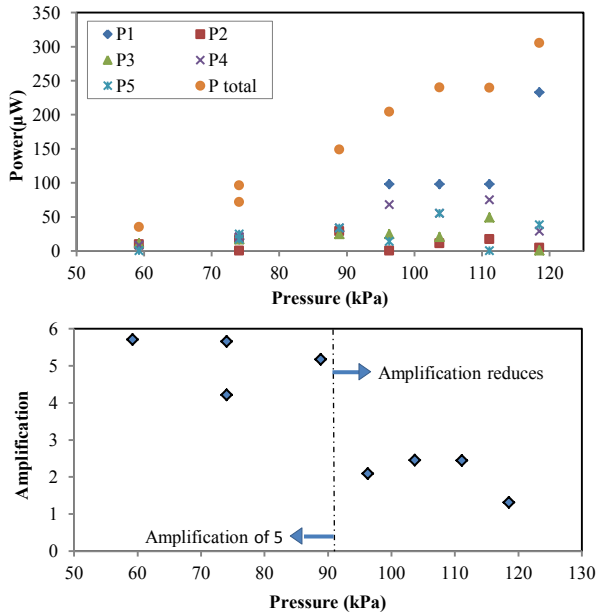 350
300
250
200
150
100
50
0
Power(µW)
P1 P2
P3 P4
P5 P total
50 60 70 80 90 100 110 120
Pressure (kPa)
6
5
4
3
2
1
0
Amplification
Amplification reduces
Amplification of 5
50 60 70 80 90 100 110 120 130
Pressure (kPa)